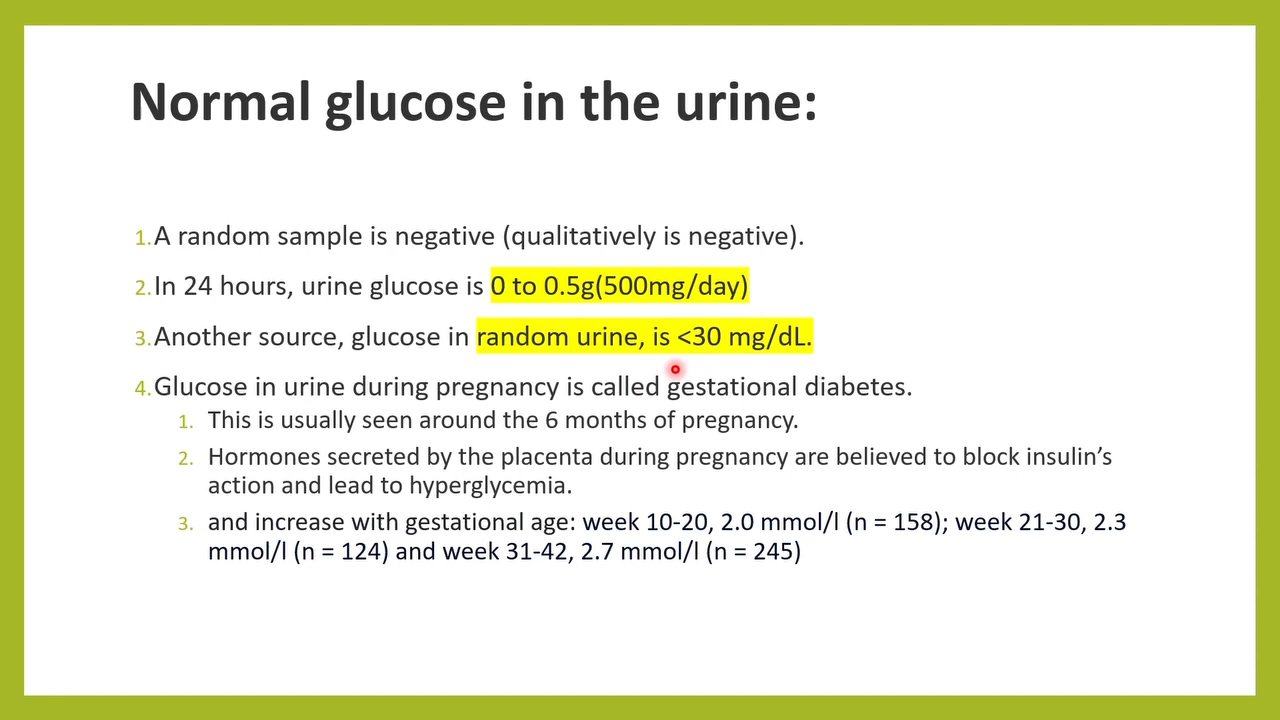 Normal glucose in the urine:
1. A random sample is negative (qualitatively is negative).
2. In 24 hours, urine glucose is 0 to 0.5g(500mg/day)
3. Another source, glucose in random urine, is <30 mg/dL.
4. Glucose in urine during pregnancy is called gestational diabetes.
1. This is usually seen around the 6 months of pregnancy.
2. Hormones secreted by the placenta during pregnancy are believed to block insulin’s
action and lead to hyperglycemia.
3. and increase with gestational age: week 10-20, 2.0 mmol/l (n = 158); week 21-30, 2.3
mmol/l (n = 124) and week 31-42, 2.7 mmol/l (n = 245)